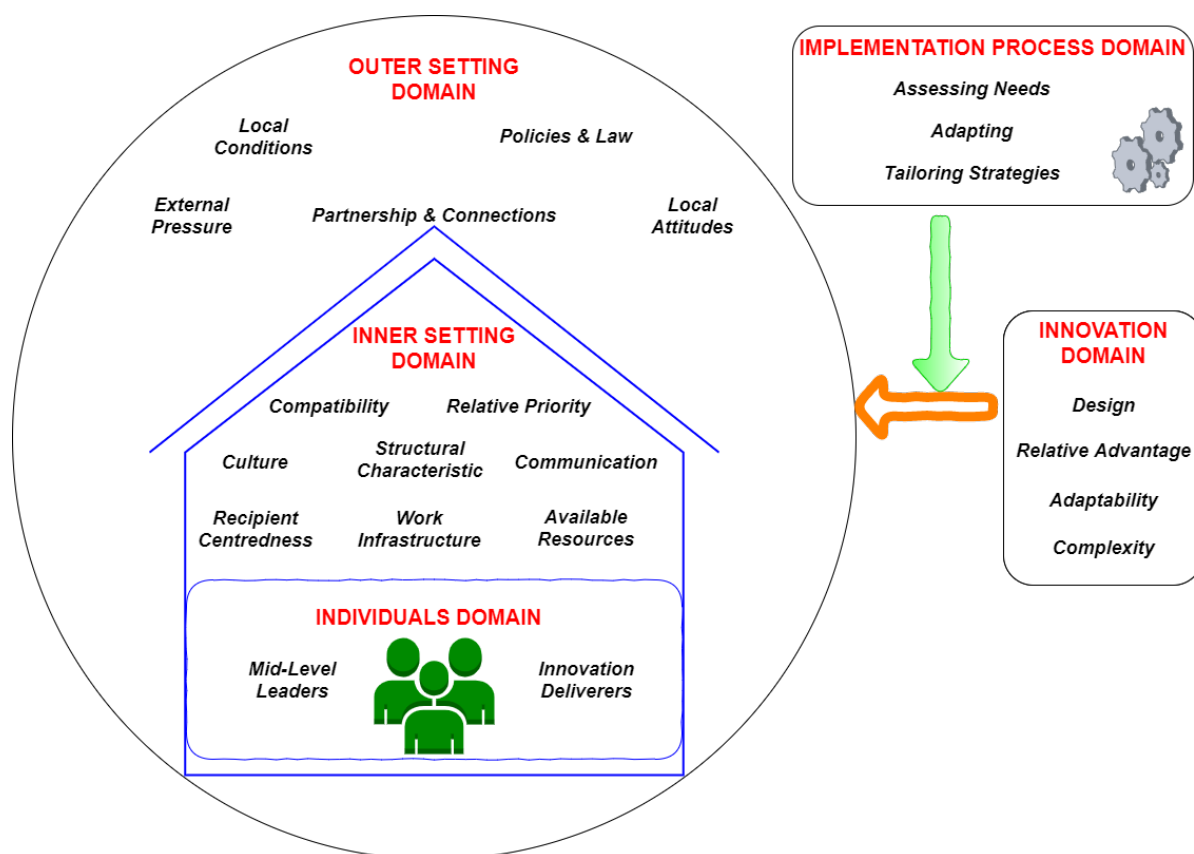 OUTER SETTING
DOMAIN
Local
Conditions
Policies & Law
External
Pressure
Partnership & Connections
Local
Attitudes
INNER SETTING
DOMAIN
Compatibility
Relative Priority
Culture
Structural
Characteristic
Communication
Recipient
Centredness
Work
Infrastructure
Available
Resources
INDIVIDUALS DOMAIN
Mid-Level
Leaders
Innovation
Deliverers
IMPLEMENTATION PROCESS DOMAIN
Assessing Needs
Adapting
Tailoring Strategies
INNOVATION
DOMAIN
Design
Relative Advantage
Adaptability
Complexity